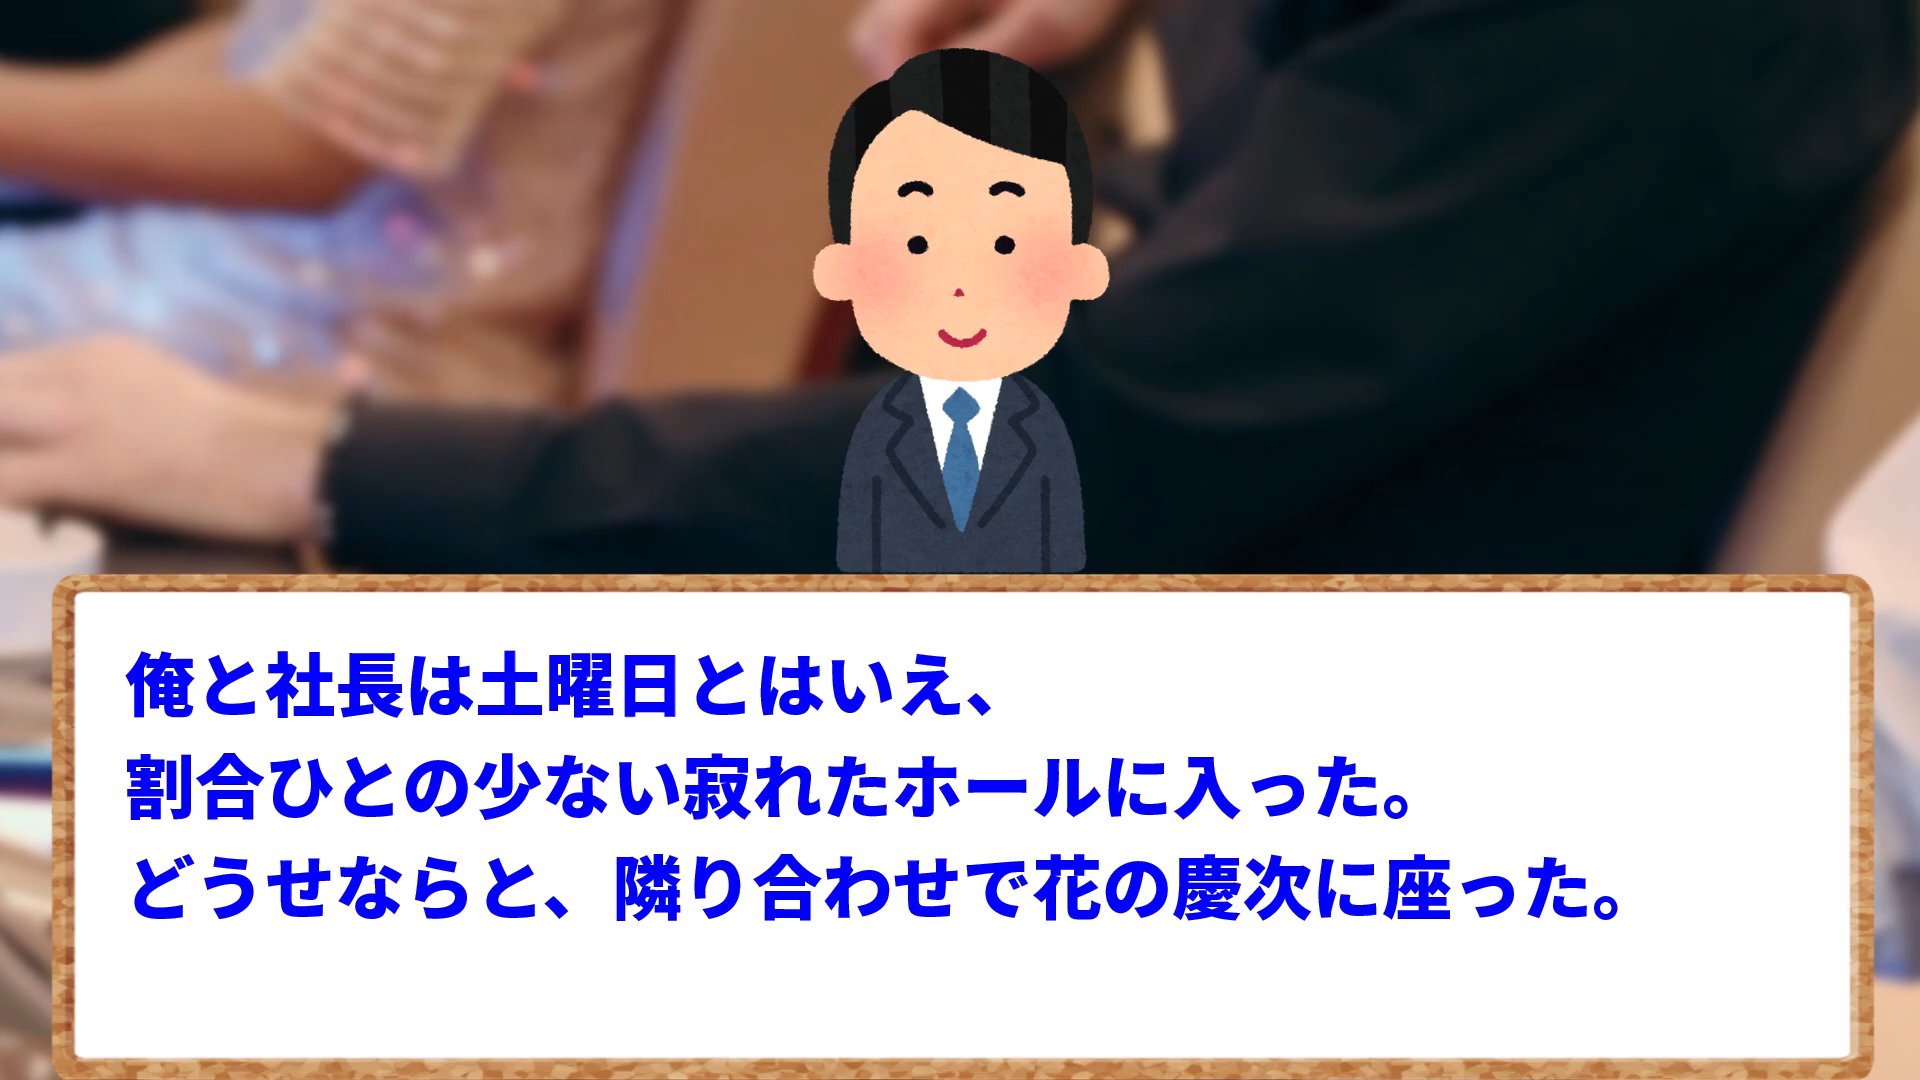 俺と社長は土曜日とはいえ、
割合ひとの少ない寂れたホールに入った。
どうせならと、隣り合わせで花の慶次に座った。